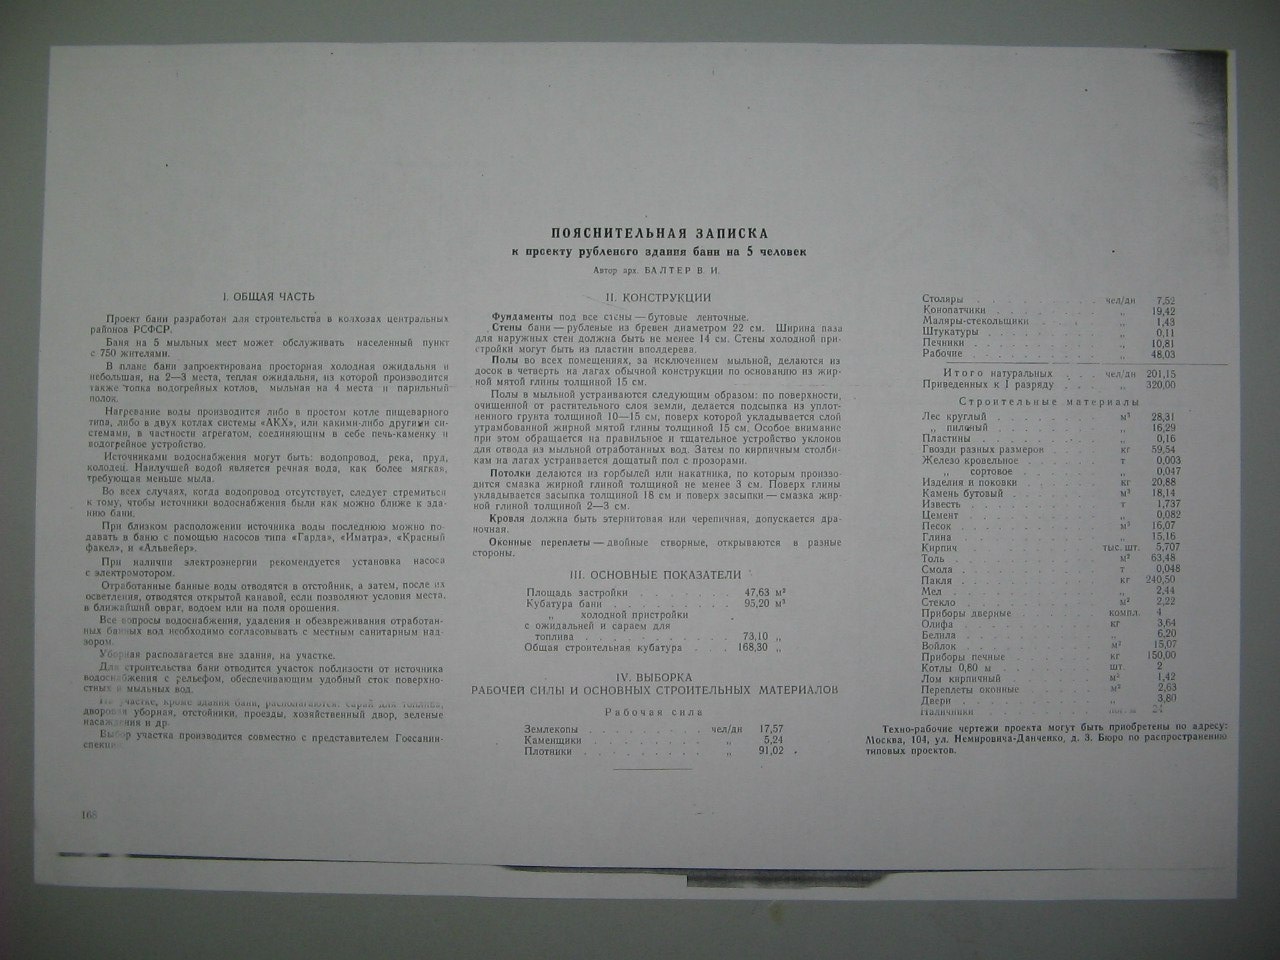 ПОЯСНИТЕЛЬНАЯ ЗАПИСКА
к проекту рубленого здания бани на 5 человек
Автор арх. БАЛТЕР В. И.
I. ОБЩАЯ ЧАСТЬ
Проект бани разработан для строительства в колхозах центральных
районов РСФСР.
Баня на 5 мыльных мест может обслуживать населенный пункт
с 750 жителями.
В плане бани запроектирована просторная холодная ожидальня и
небольшая, на 2—3 места, теплая ожидальня, из которой производится
также топка водогрейных котлов, мыльная на 4 места и парильный
полок.
Нагревание воды производится либо в простом котле пищеварного
типа, либо в двух котлах системы «АКХ», или какими-либо другими си-
стемами, в частности агрегатом, соединяющим в себе печь-каменку и
водогрейное устройство.
Источниками водоснабжения могут быть: водопровод, река, пруд,
колодец. Наилучшей водой является речная вода, как более мягкая,
требующая меньше мыла.
Во всех случаях, когда водопровод отсутствует, следует стремиться
к тому, чтобы источники водоснабжения были как можно ближе к зда-
нию бани.
При близком расположении источника воды последнюю можно по-
давать в баню с помощью насосов типа «Гарда», «Иматра», «Красный
факел», и «Альвейер».
При наличии электроэнергии рекомендуется установка насоса
с электромотором.
Отработанные банные воды отводятся в отстойник, а затем, после их
осветления, отводятся открытой канавой, если позволяют условия места,
в ближайший овраг, водоем или на поля орошения.
Все вопросы водоснабжения, удаления и обезвреживания отработан-
ных банных вод необходимо согласовывать с местным санитарным над-
зором.
Уборная располагается вне здания, на участке.
Для строительства бани отводится участок поблизости от источника
водоснабжения с рельефом, обеспечивающим удобный сток поверхно-
стных и мыльных вод.
На участке, кроме здания бани, располагаются: сарай для топлива,
дворовая уборная, отстойники, проезды, хозяйственный двор, зеленые
насаждения и др.
Выбор участка производится совместно с представителем Госсанин-
спекции.
168
II. КОНСТРУКЦИИ
Фундаменты под все стены — бутовые ленточные.
Стены бани — рубленые из бревен диаметром 22 см. Ширина паза
для наружных стен должна быть не менее 14 см. Стены холодной при-
стройки могут быть из пластин вполдерева.
Полы во всех помещениях, за исключением мыльной, делаются из
досок в четверть на лагах обычной конструкции по основанию из жир-
ной мятой глины толщиной 15 см.
Полы в мыльной устраиваются следующим образом: по поверхности,
очищенной от растительного слоя земли, делается подсыпка из уплот-
ненного грунта толщиной 10—15 см, поверх которой укладывается слой
утрамбованной жирной мятой глины толщиной 15 см. Особое внимание
при этом обращается на правильное и тщательное устройство уклонов
для отвода из мыльной отработанных вод. Затем по кирпичным столби-
кам на лагах устраивается дощатый пол с прозорами.
Потолки делаются из горбылей или накатника, по которым произво-
дится смазка жирной глиной толщиной не менее 3 см. Поверх глины
укладывается засыпка толщиной 18 см и поверх засыпки — смазка жир-
ной глиной толщиной 2—3 см.
Кровля должна быть этернитовая или черепичная, допускается дра-
ночная.
Оконные переплеты — двойные створные, открываются в разные
стороны.
III. ОСНОВНЫЕ ПОКАЗАТЕЛИ
Площадь застройки . . . . . . . . 47,63 м²
Кубатура бани . . . . . . . . 95,20 м³
„ холодной пристройки
с ожидальней и сараем для
топлива . . . . . . . . 73,10 „
Общая строительная кубатура . . . 168,30 „
IV. ВЫБОРКА
РАБОЧЕЙ СИЛЫ И ОСНОВНЫХ СТРОИТЕЛЬНЫХ МАТЕРИАЛОВ
Рабочая сила
Землекопы . . . . . . . . чел/дн 17,57
Каменщики . . . . . . . . „ 5,24
Плотники . . . . . . . . „ 91,02
Столяры . . . . . . . . чел/дн 7,52
Конопатчики . . . . . . . . „ 19,42
Маляры-стекольщики . . . . „ 1,43
Штукатуры . . . . . . . . „ 0,11
Печники . . . . . . . . „ 10,81
Рабочие . . . . . . . . „ 48,03
Итого натуральных . . . чел/дн 201,15
Приведенных к I разряду . . . . „ 320,00
Строительные материалы
Лес круглый . . . . . . . . м³ 28,31
„ пиленый . . . . . . . . „ 16,29
Пластины . . . . . . . . „ 0,16
Гвозди разных размеров . . . . кг 59,54
Железо кровельное . . . . . . т 0,003
„ сортовое . . . . . . „ 0,047
Изделия и поковки . . . . . . кг 20,88
Камень бутовый . . . . . . м³ 18,14
Известь . . . . . . . . т 1,737
Цемент . . . . . . . . „ 0,082
Песок . . . . . . . . м³ 16,07
Глина . . . . . . . . „ 15,16
Кирпич . . . . . . . . тыс. шт. 5,707
Толь . . . . . . . . м² 63,48
Смола . . . . . . . . т 0,048
Пакля . . . . . . . . кг 240,50
Мел . . . . . . . . „ 2,44
Стекло . . . . . . . . м² 2,22
Приборы дверные . . . . . . компл. 4
Олифа . . . . . . . . кг 3,64
Белила . . . . . . . . „ 6,20
Войлок . . . . . . . . м² 15,07
Приборы печные . . . . . . кг 150,00
Котлы 0,80 м . . . . . . шт 2
Лом кирпичный . . . . . . м³ 1,42
Переплеты оконные . . . . . . м² 2,63
Двери . . . . . . . . „ 3,80
Наличники
Техно-рабочие чертежи проекта могут быть приобретены по адресу:
Москва, 104, ул. Немировича-Данченко, д. 3. Бюро по распространению
типовых проектов.